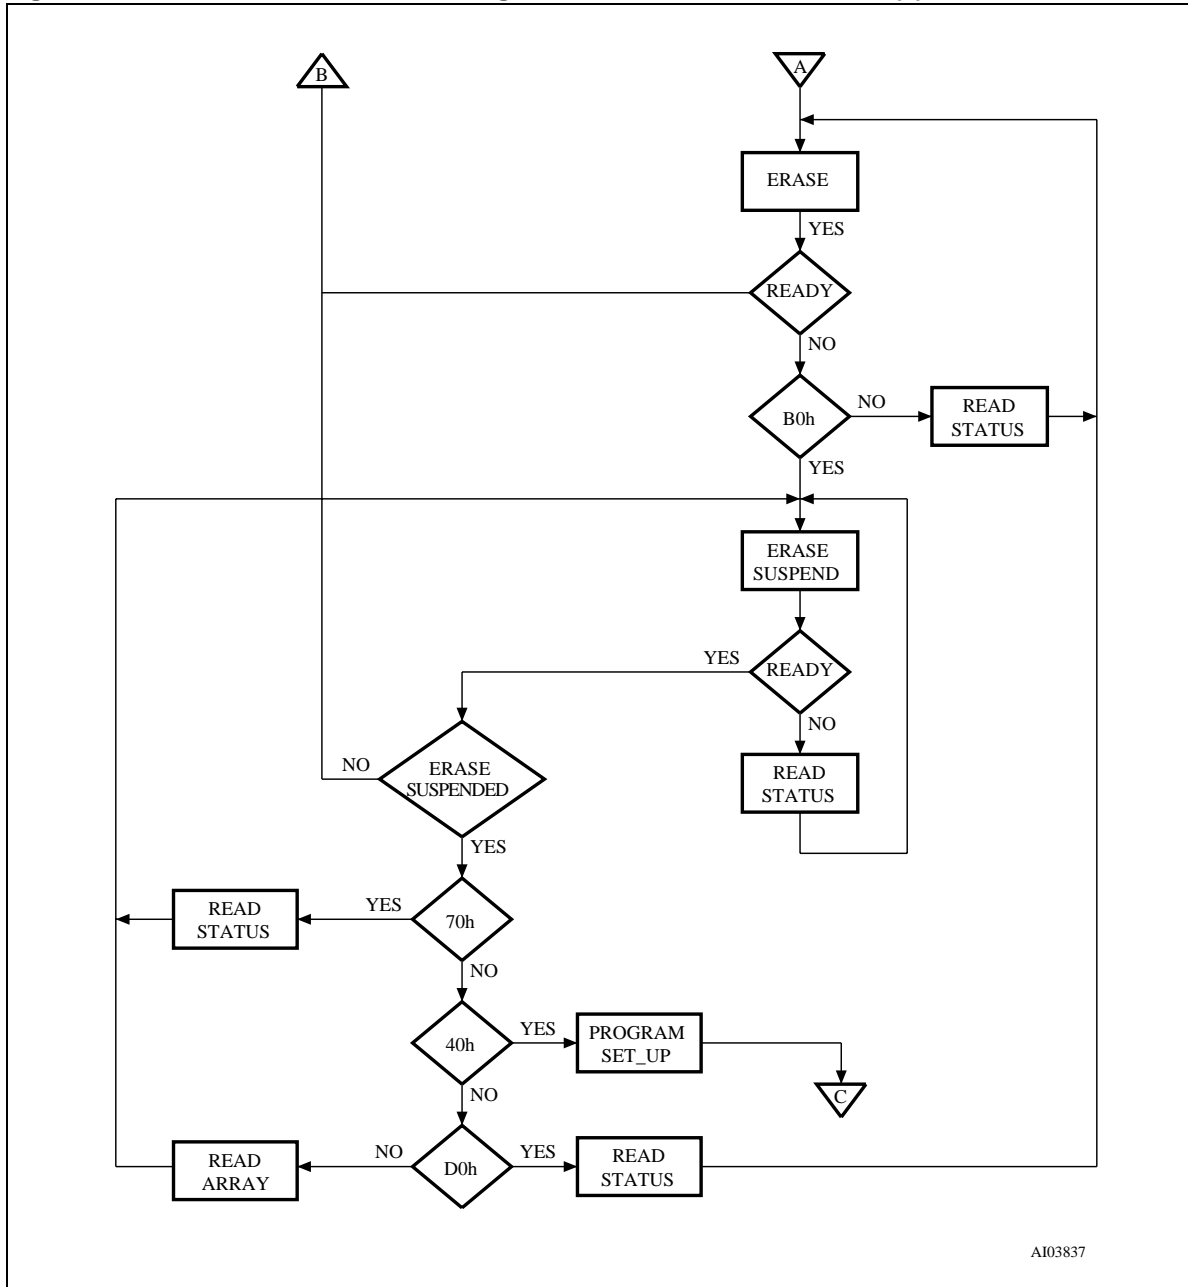 B
A
ERASE
YES
READY
NO
B0h
NO
READ
STATUS
YES
ERASE
SUSPEND
YES
READY
NO
NO
ERASE
SUSPENDED
READ
STATUS
YES
READ
STATUS
YES
70h
NO
40h
YES
PROGRAM
SET_UP
NO
C
READ
ARRAY
NO
D0h
YES
READ
STATUS
AI03837